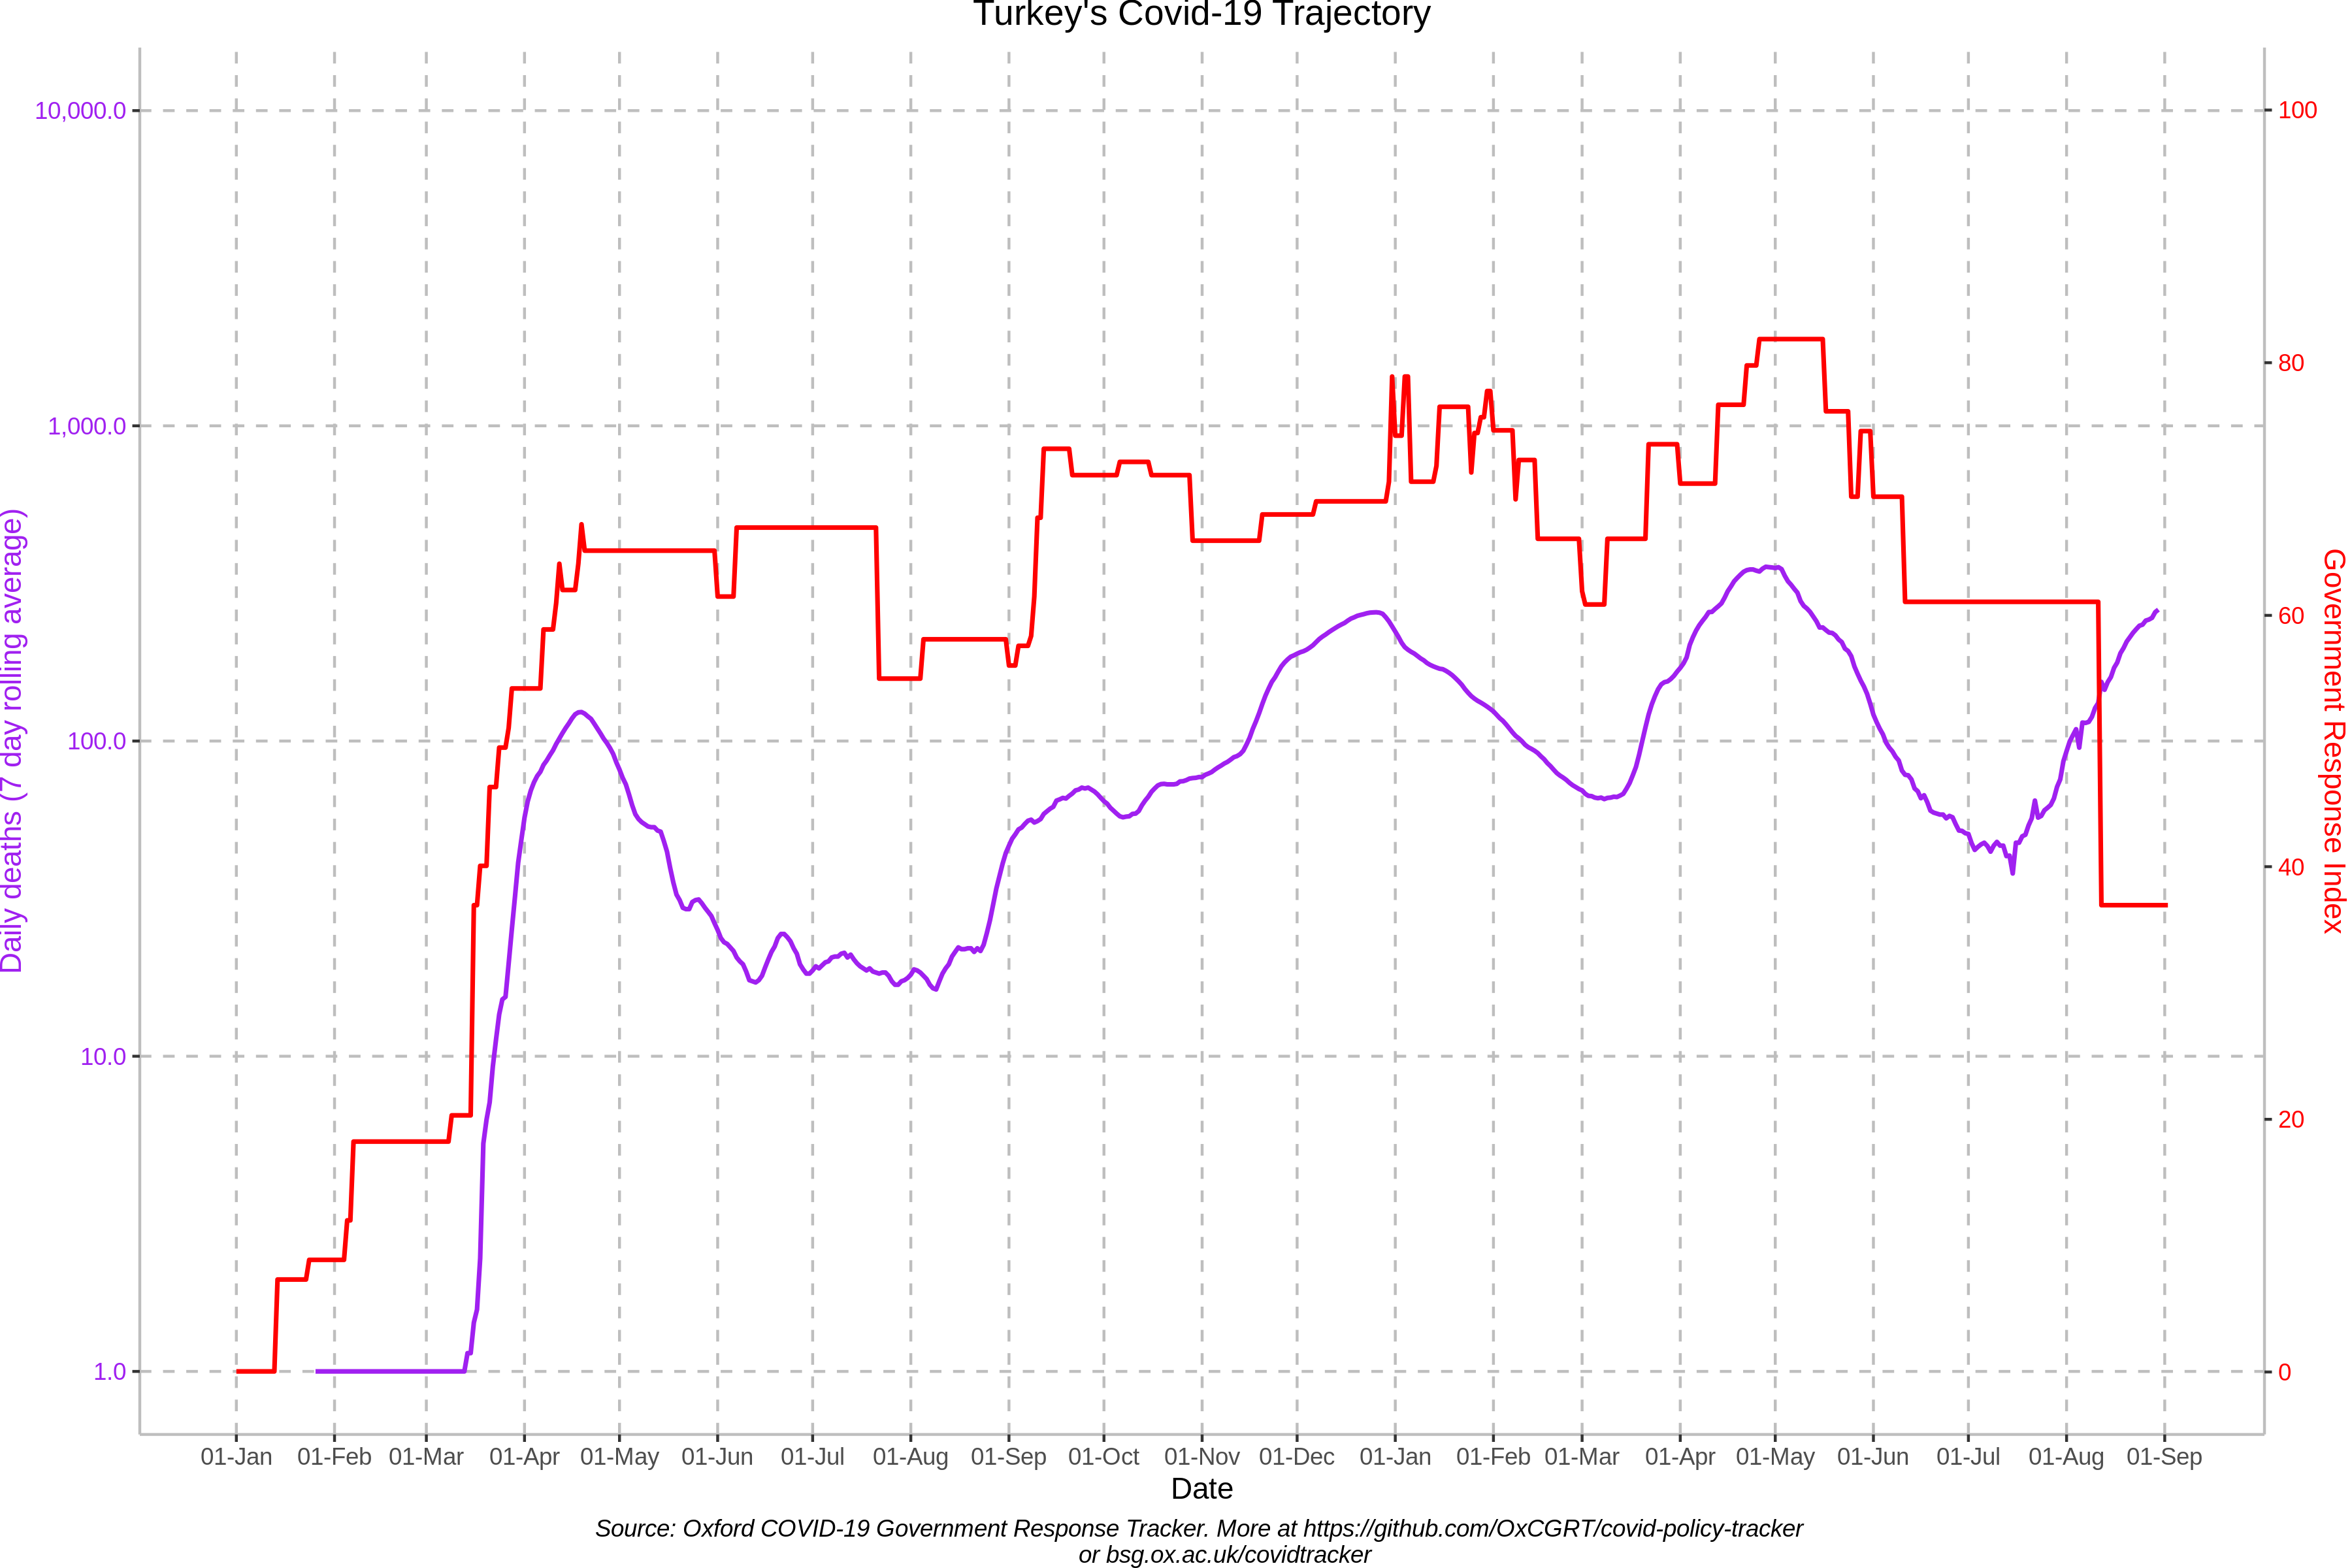 Turkey's Covid-19 Trajectory
10,000.0
1,000.0
100.0
10.0
1.0
Daily deaths (7 day rolling average)
100
80
60
40
20
0
Government Response Index
01-Jan 01-Feb 01-Mar 01-Apr 01-May 01-Jun 01-Jul 01-Aug 01-Sep 01-Oct 01-Nov 01-Dec 01-Jan 01-Feb 01-Mar 01-Apr 01-May 01-Jun 01-Jul 01-Aug 01-Sep
Date
Source: Oxford COVID-19 Government Response Tracker. More at https://github.com/OxCGRT/covid-policy-tracker
or bsg.ox.ac.uk/covidtracker